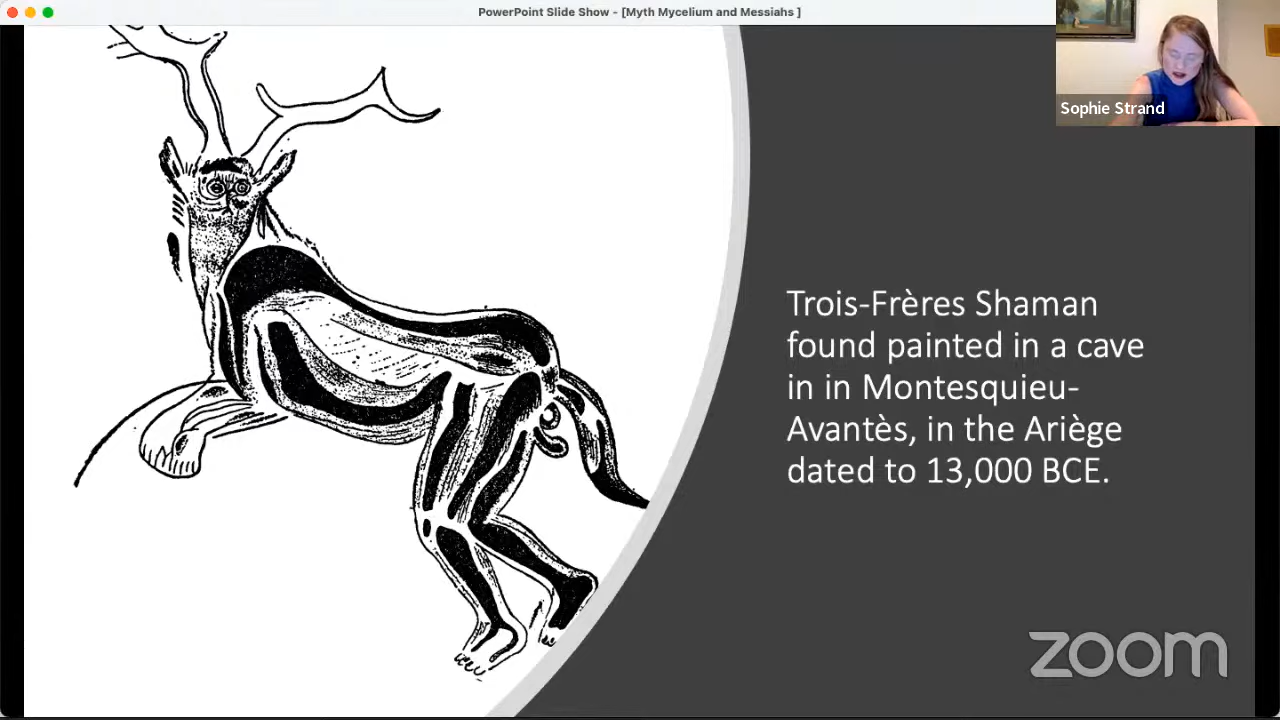 PowerPoint Slide Show - [Myth Mycelium and Messiahs ]
Sophie Strand
Trois-Frères Shaman
found painted in a cave
in in Montesquieu-
Avantès, in the Ariège
dated to 13,000 BCE.
zoom